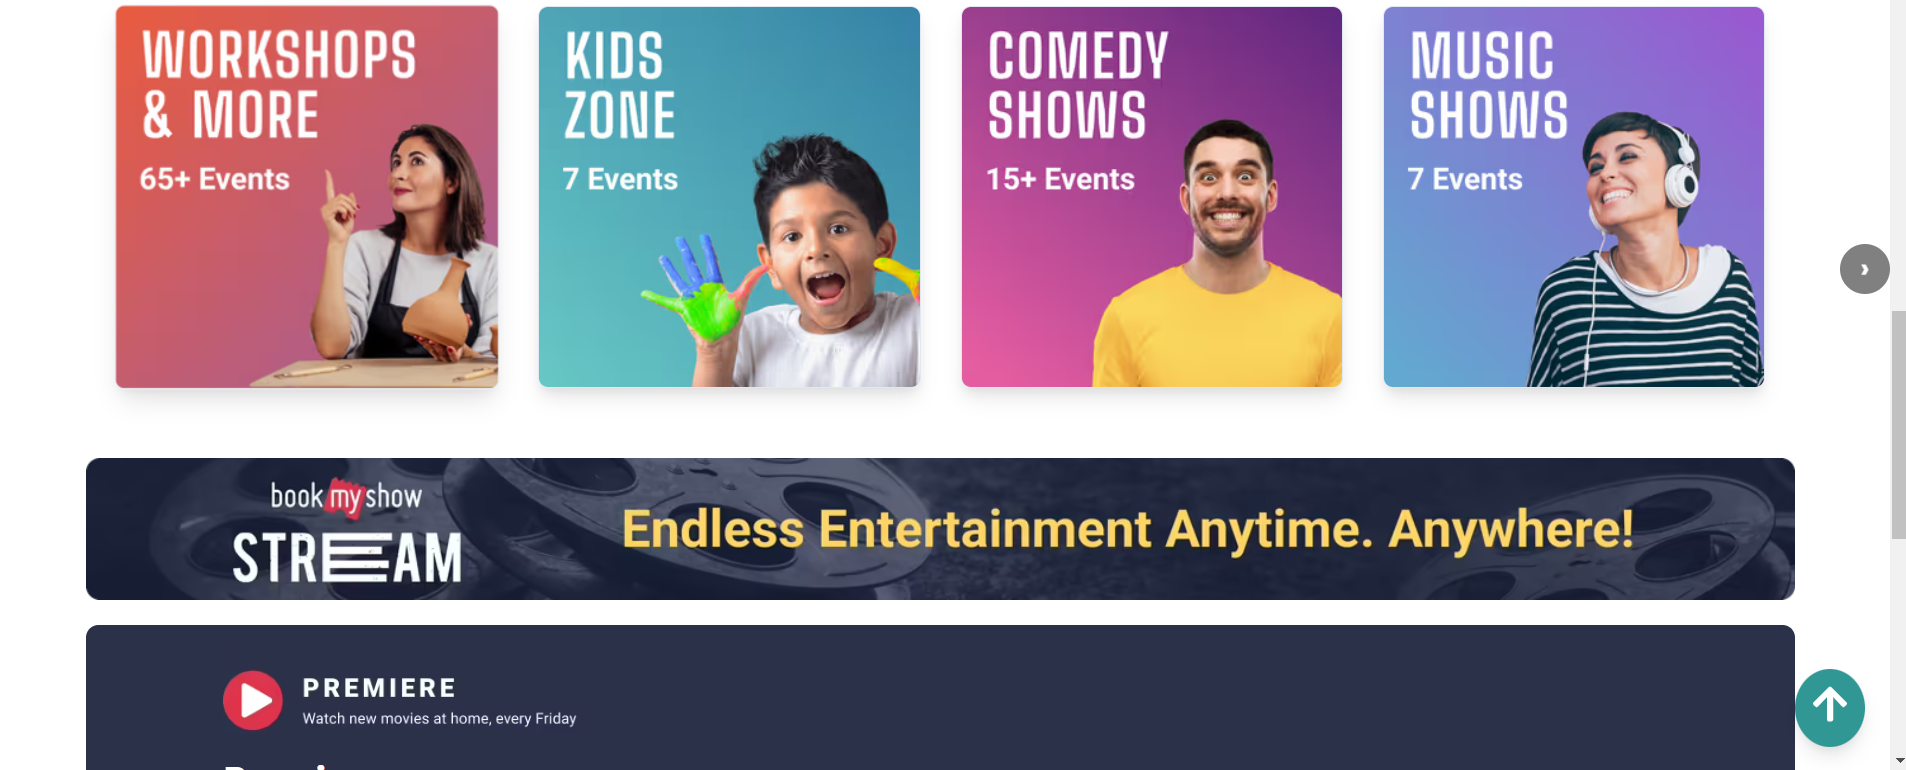 WORKSHOPS
& MORE
65+ Events
KIDS
ZONE
7 Events
COMEDY
SHOWS
15+ Events
MUSIC
SHOWS
7 Events
›
book my show
STREAM
Endless Entertainment Anytime. Anywhere!
PREMIERE
Watch new movies at home, every Friday